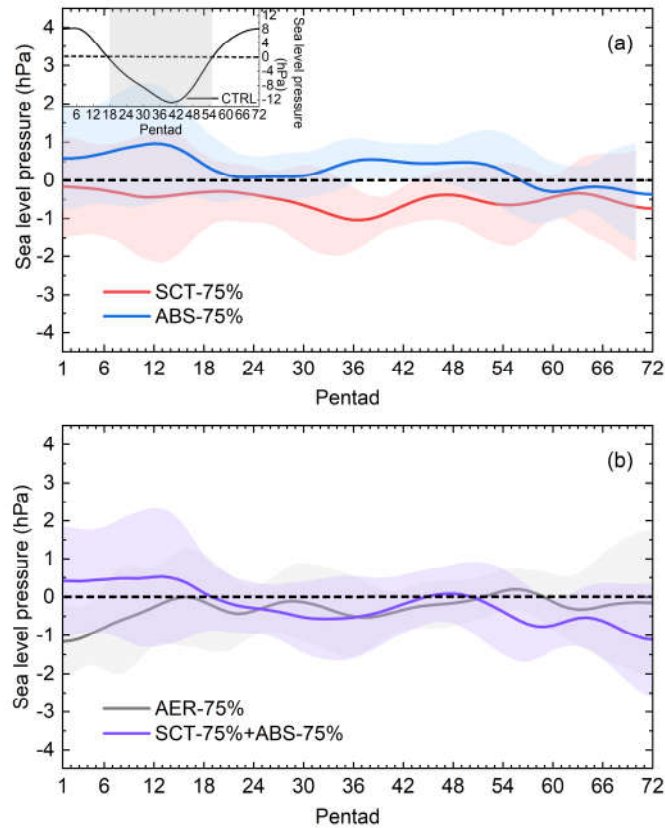 4
3
2
1
0
-1
-2
-3
-4
Sea level pressure (hPa)
12
8
4
0
-4
-8
-12
Sea level pressure
(hPa)
CTRL
6 12 18 24 30 36 42 48 54 60 66 72
Pentad
(a)
SCT-75%
ABS-75%
1 6 12 18 24 30 36 42 48 54 60 66 72
Pentad
4
3
2
1
0
-1
-2
-3
-4
Sea level pressure (hPa)
(b)
AER-75%
SCT-75%+ABS-75%
1 6 12 18 24 30 36 42 48 54 60 66 72
Pentad